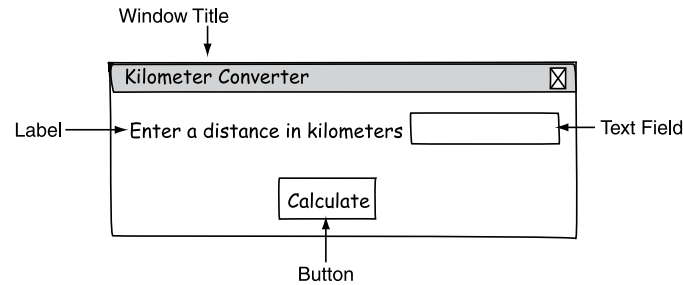 Window Title
Kilometer Converter
Label
Enter a distance in kilometers
Text Field
Calculate
Button